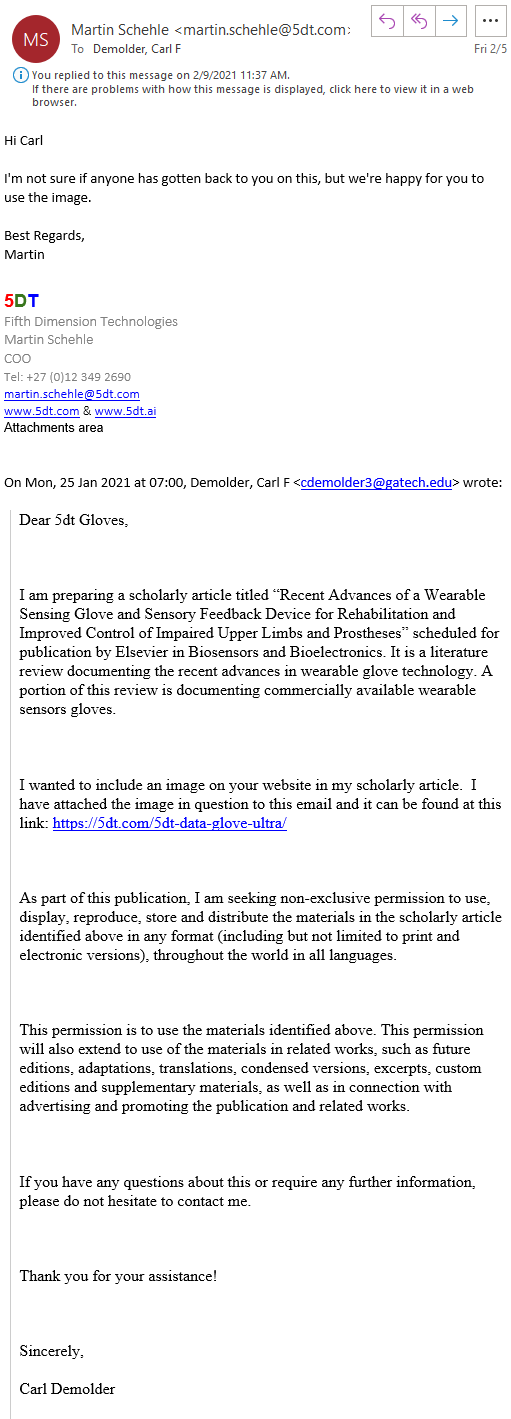 MS
Martin Schehle <martin.schehle@5dt.com>
To Demolder, Carl F
Fri 2/5
You replied to this message on 2/9/2021 11:37 AM.
If there are problems with how this message is displayed, click here to view it in a web
browser.
Hi Carl
I'm not sure if anyone has gotten back to you on this, but we're happy for you to
use the image.
Best Regards,
Martin
5DT
Fifth Dimension Technologies
Martin Schehle
COO
Tel: +27 (0)12 349 2690
martin.schehle@5dt.com
www.5dt.com & www.5dt.ai
Attachments area
On Mon, 25 Jan 2021 at 07:00, Demolder, Carl F <cdemolder3@gatech.edu> wrote:
Dear 5dt Gloves,
I am preparing a scholarly article titled “Recent Advances of a Wearable
Sensing Glove and Sensory Feedback Device for Rehabilitation and
Improved Control of Impaired Upper Limbs and Prostheses” scheduled for
publication by Elsevier in Biosensors and Bioelectronics. It is a literature
review documenting the recent advances in wearable glove technology. A
portion of this review is documenting commercially available wearable
sensors gloves.
I wanted to include an image on your website in my scholarly article.  I
have attached the image in question to this email and it can be found at this
link: https://5dt.com/5dt-data-glove-ultra/
As part of this publication, I am seeking non-exclusive permission to use,
display, reproduce, store and distribute the materials in the scholarly article
identified above in any format (including but not limited to print and
electronic versions), throughout the world in all languages.
This permission is to use the materials identified above. This permission
will also extend to use of the materials in related works, such as future
editions, adaptations, translations, condensed versions, excerpts, custom
editions and supplementary materials, as well as in connection with
advertising and promoting the publication and related works.
If you have any questions about this or require any further information,
please do not hesitate to contact me.
Thank you for your assistance!
Sincerely,
Carl Demolder